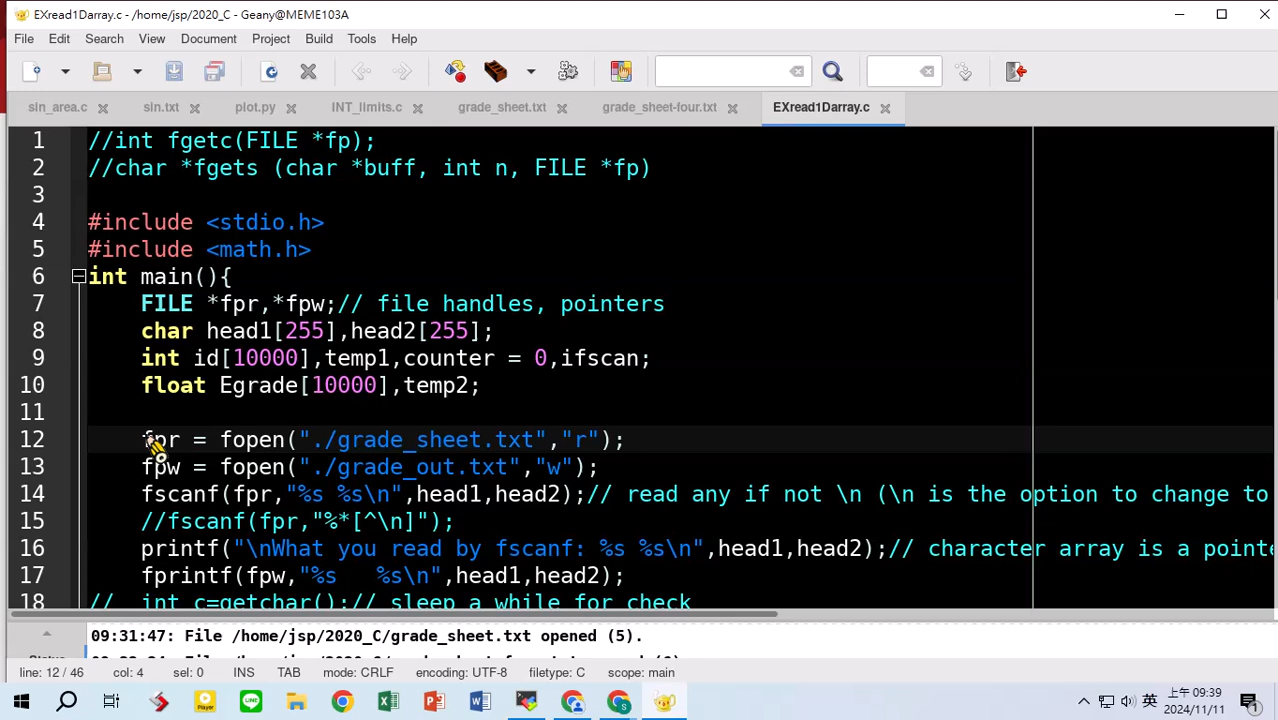 EXread1Darray.c - /home/jsp/2020_C - Geany@MEME103A
File Edit Search View Document Project Build Tools Help
sin_area.c sin.txt plot.py INT_limits.c grade_sheet.txt grade_sheet-four.txt EXread1Darray.c
1 //int fgetc(FILE *fp);
2 //char *fgets (char *buff, int n, FILE *fp)
3
4 #include <stdio.h>
5 #include <math.h>
6 int main(){
7 FILE *fpr,*fpw;// file handles, pointers
8 char head1[255],head2[255];
9 int id[10000],temp1,counter = 0,ifscan;
10 float Egrade[10000],temp2;
11
12 fpr = fopen("./grade_sheet.txt","r");
13 fpw = fopen("./grade_out.txt","w");
14 fscanf(fpr,"%s %s\n",head1,head2);// read any if not \n (\n is the option to change to
15 //fscanf(fpr,"%*[^\n]");
16 printf("\nWhat you read by fscanf: %s %s\n",head1,head2);// character array is a pointe
17 fprintf(fpw,"%s   %s\n",head1,head2);
18 //  int c=getchar();// sleep a while for check
09:31:47: File /home/jsp/2020_C/grade_sheet.txt opened (5).
line: 12 / 46 col: 4 sel: 0 INS TAB mode: CRLF encoding: UTF-8 filetype: C scope: main
英 上午 09:39
2024/11/11